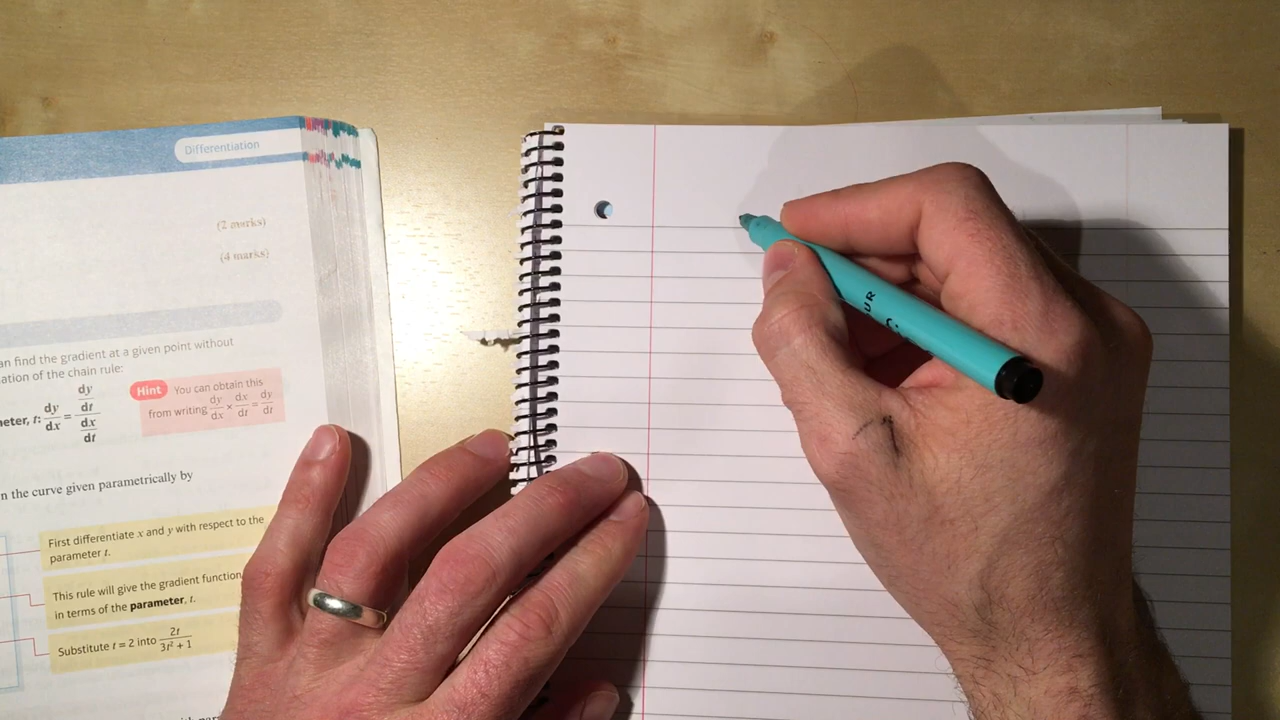 Differentiation
(2 marks)
(4 marks)
an find the gradient at a given point without
ation of the chain rule:
eter, t: dy/dx = dy/dt / dx/dt
Hint You can obtain this
from writing dy/dx × dx/dt = dy/dt
n the curve given parametrically by
First differentiate x and y with respect to the
parameter t.
This rule will give the gradient function
in terms of the parameter, t.
Substitute t = 2 into 2t/3t² + 1
UR